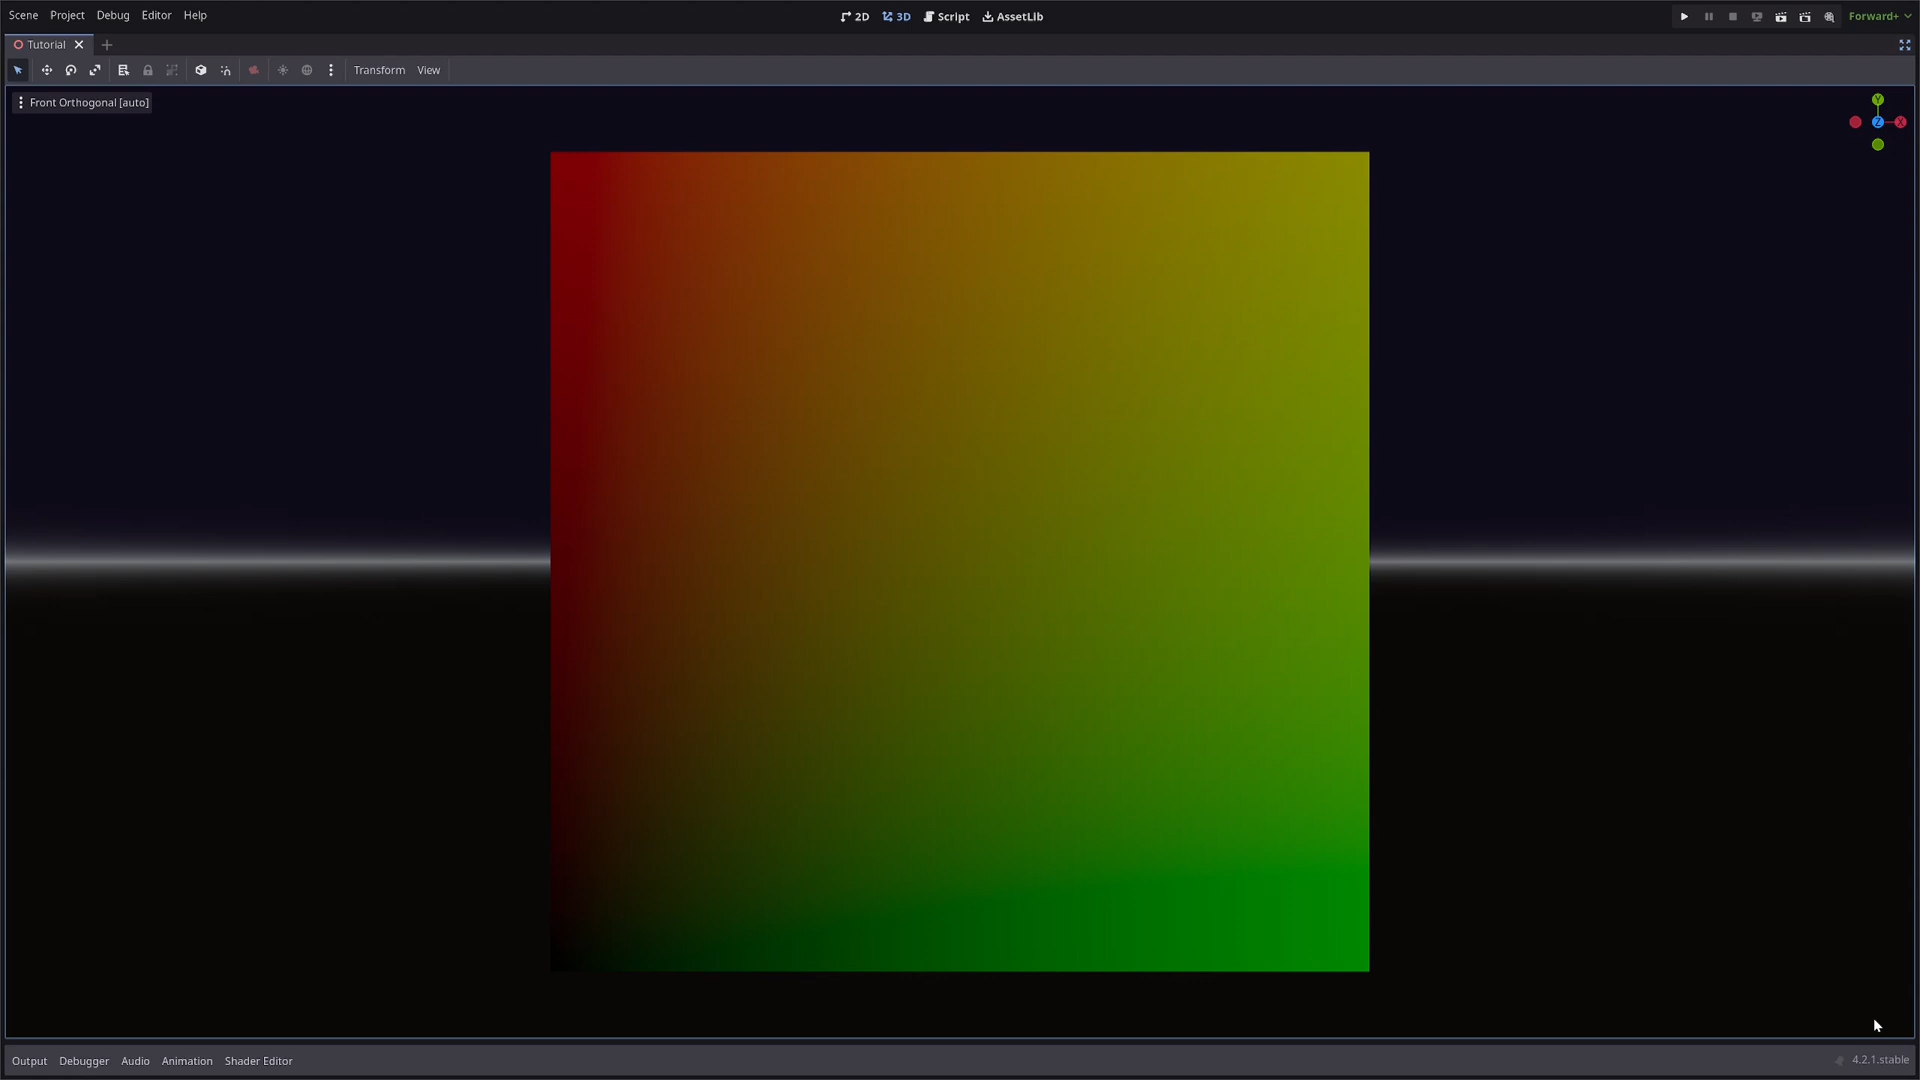 Scene Project Debug Editor Help 2D 3D Script AssetLib Forward+
Tutorial
Transform View
Front Orthogonal [auto]
Y
Z X
Output Debugger Audio Animation Shader Editor 4.2.1.stable